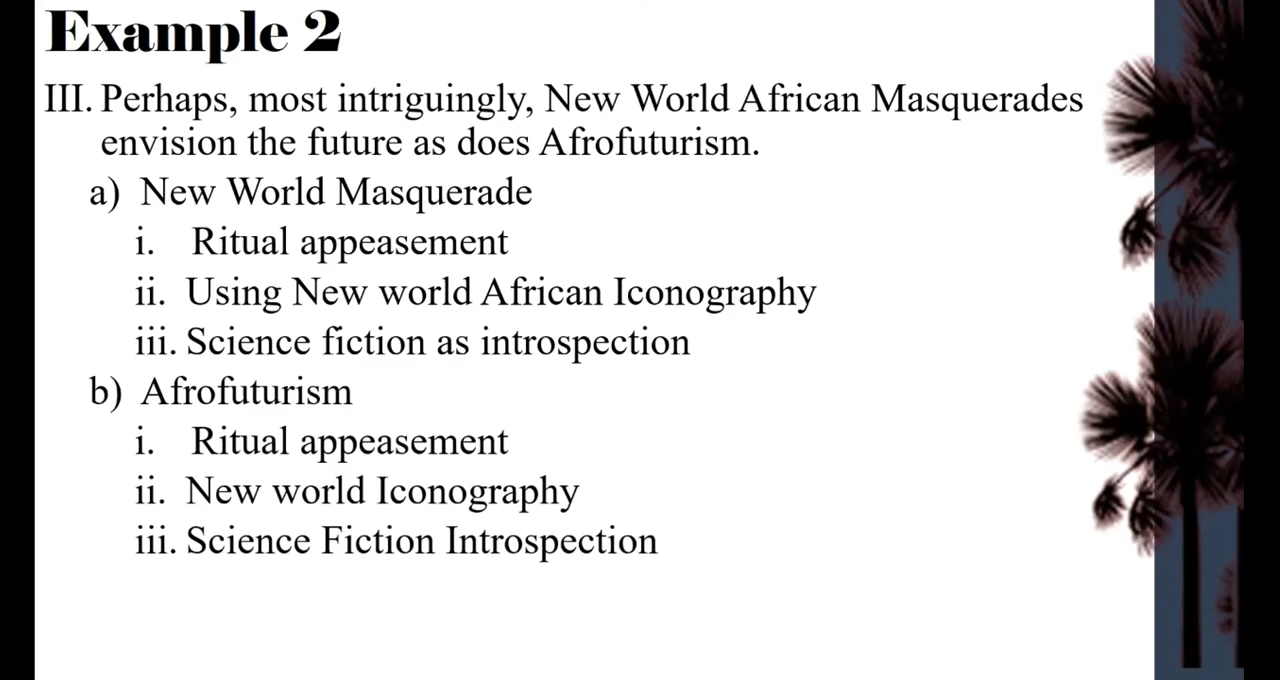 Example 2
III. Perhaps, most intriguingly, New World African Masquerades
envision the future as does Afrofuturism.
a) New World Masquerade
i. Ritual appeasement
ii. Using New world African Iconography
iii. Science fiction as introspection
b) Afrofuturism
i. Ritual appeasement
ii. New world Iconography
iii. Science Fiction Introspection